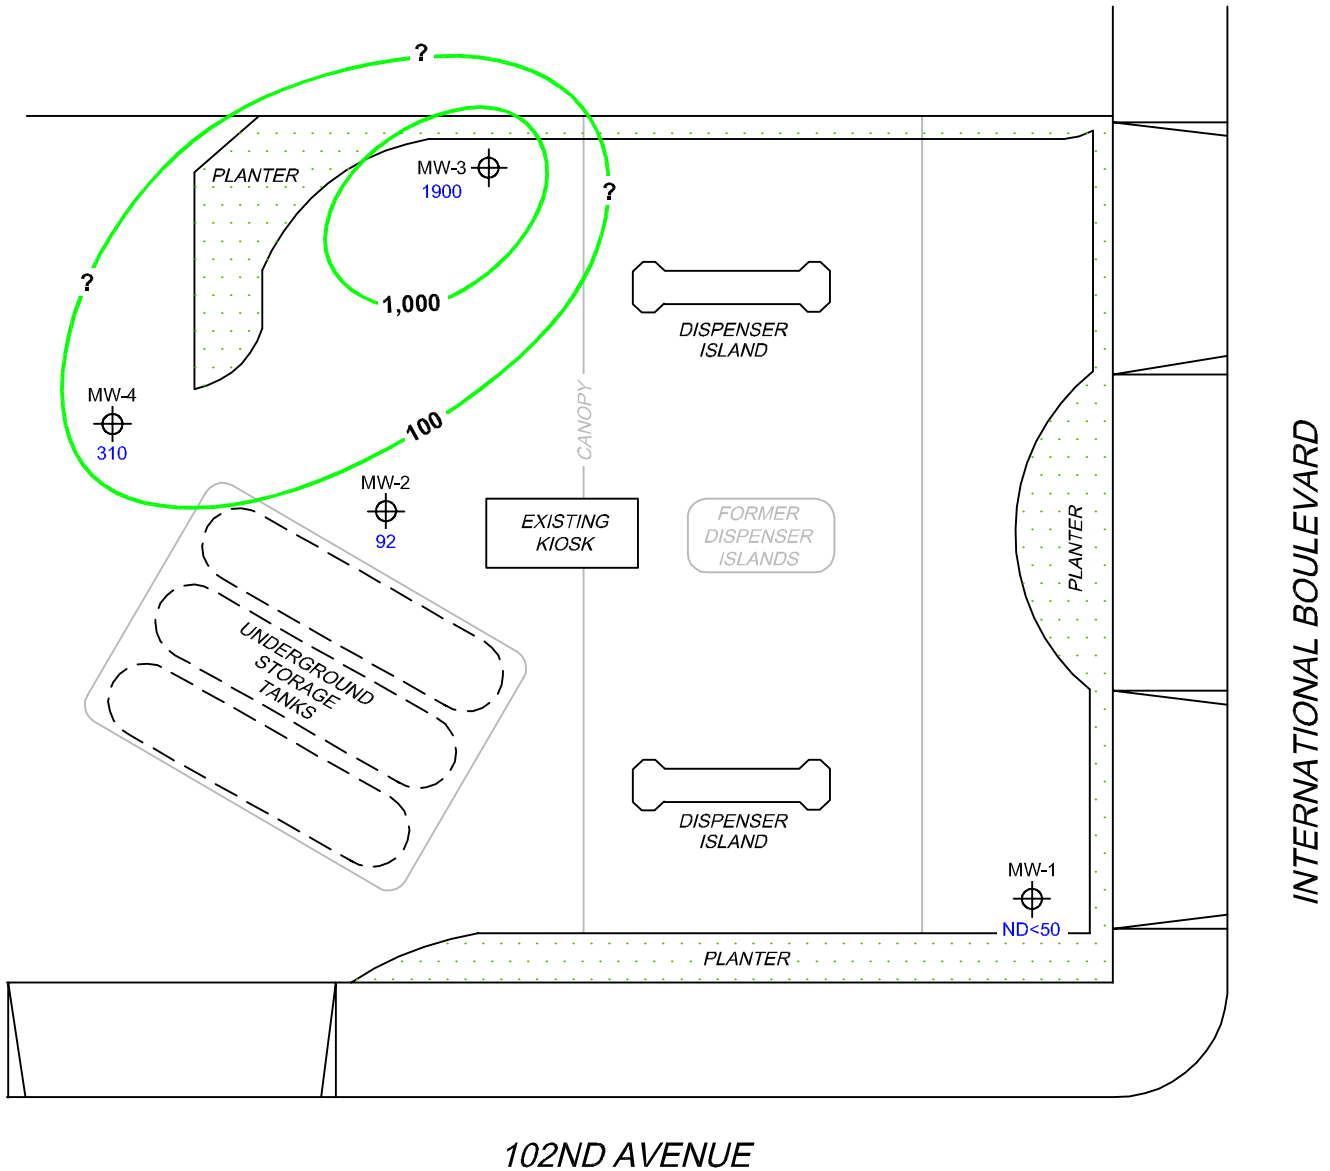 ?
MW-3
1900
PLANTER
?
?
1,000
DISPENSER
ISLAND
MW-4
310
100
CANOPY
MW-2
92
EXISTING
KIOSK
FORMER
DISPENSER
ISLANDS
PLANTER
INTERNATIONAL BOULEVARD
UNDERGROUND
STORAGE
TANKS
DISPENSER
ISLAND
MW-1
ND<50
PLANTER
102ND AVENUE